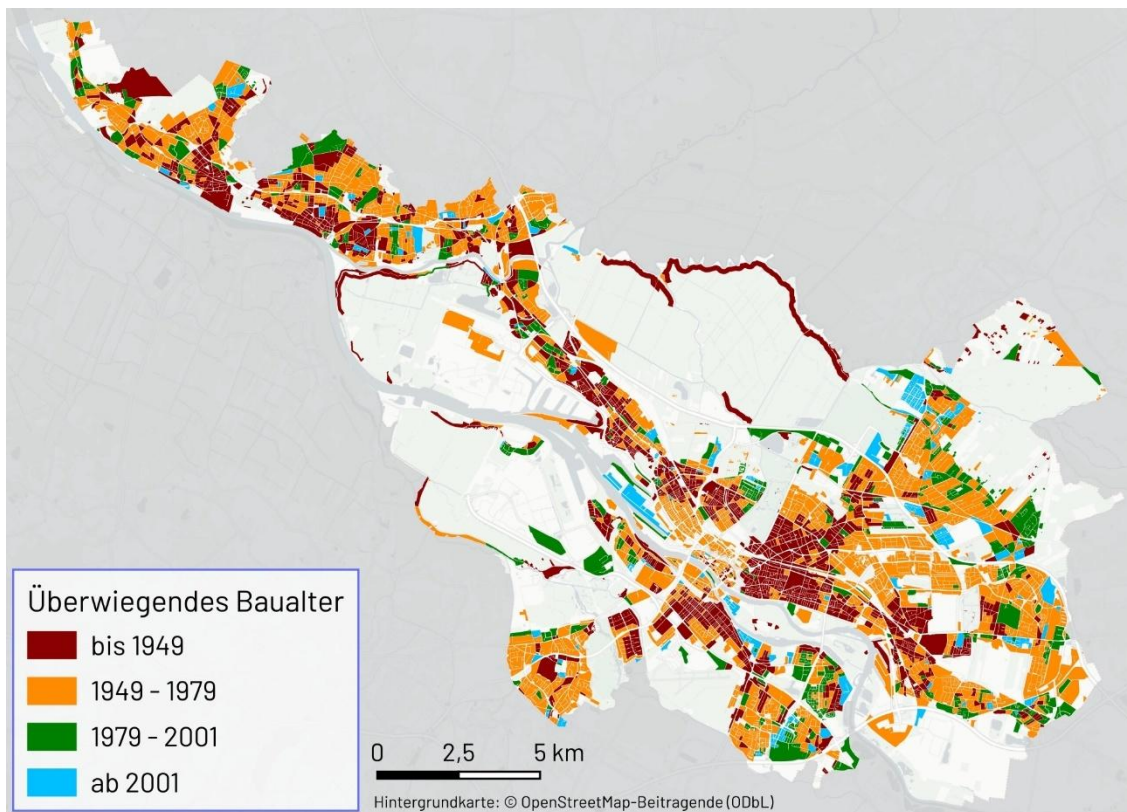 Überwiegendes Baualter
bis 1949
1949 - 1979
1979 - 2001
ab 2001
0 2,5 5 km
Hintergrundkarte: © OpenStreetMap-Beitragende (ODbL)